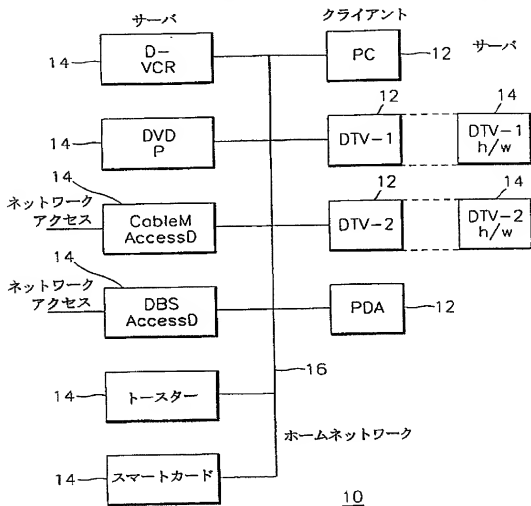 サーバ
クライアント
サーバ
14
D-
VCR
PC
12
14
DVD
P
12
DTV-1
14
DTV-1
h/w
ネットワーク
アクセス
14
CableM
AccessD
12
DTV-2
14
DTV-2
h/w
ネットワーク
アクセス
14
DBS
AccessD
PDA
12
14
トースター
16
ホームネットワーク
14
スマートカード
10